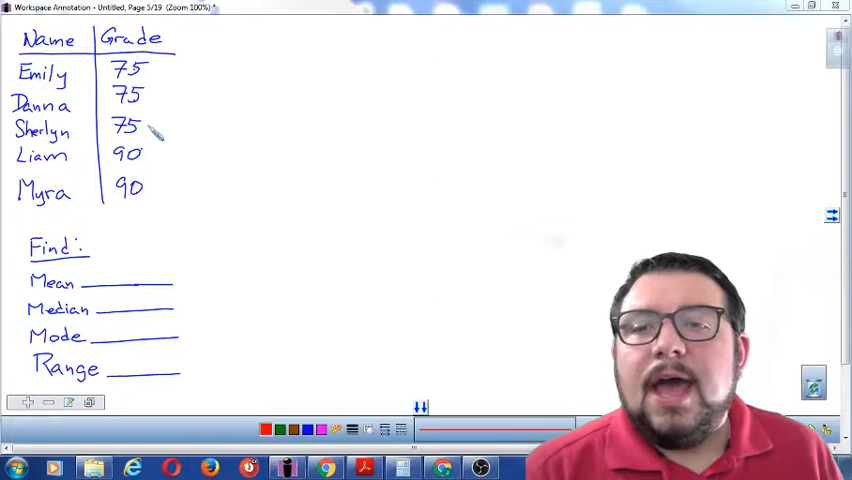 Workspace Annotation - Untitled, Page 5/19 (Zoom 100%) *
Name Grade
Emily 75
Danna 75
Sherlyn 75
Liam 90
Myra 90
Find:
Mean
Median
Mode
Range